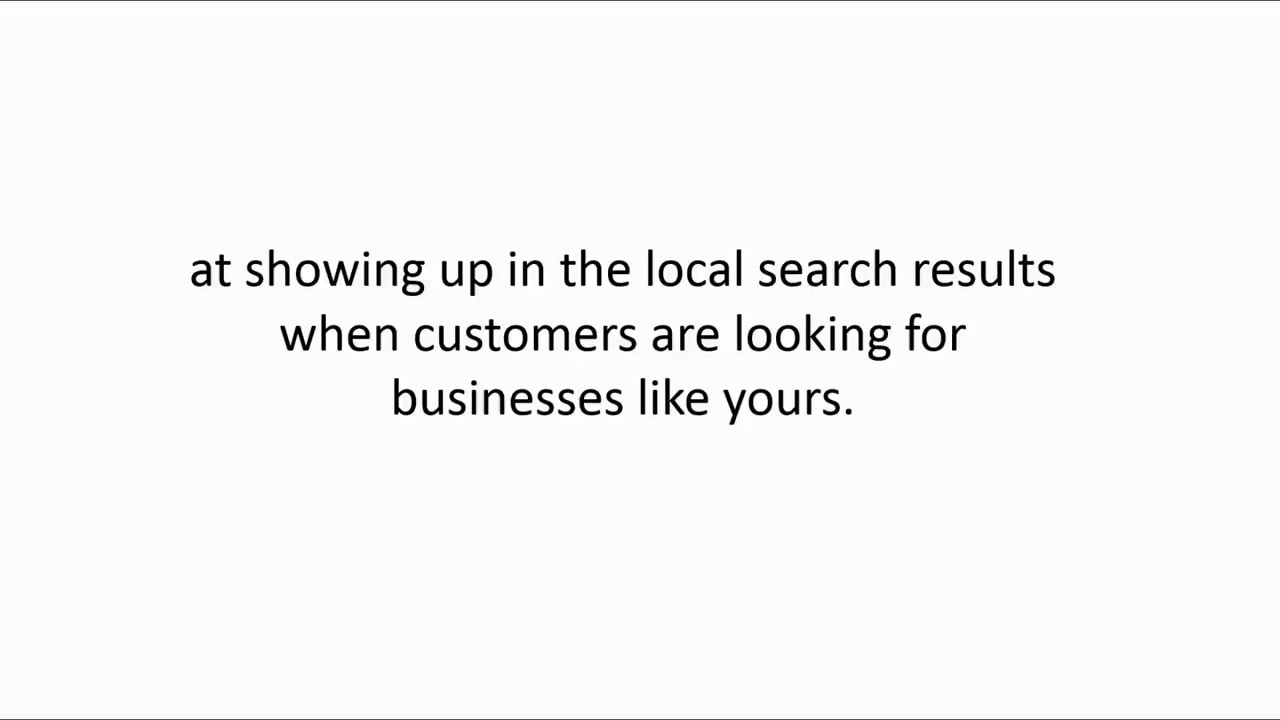 at showing up in the local search results
when customers are looking for
businesses like yours.